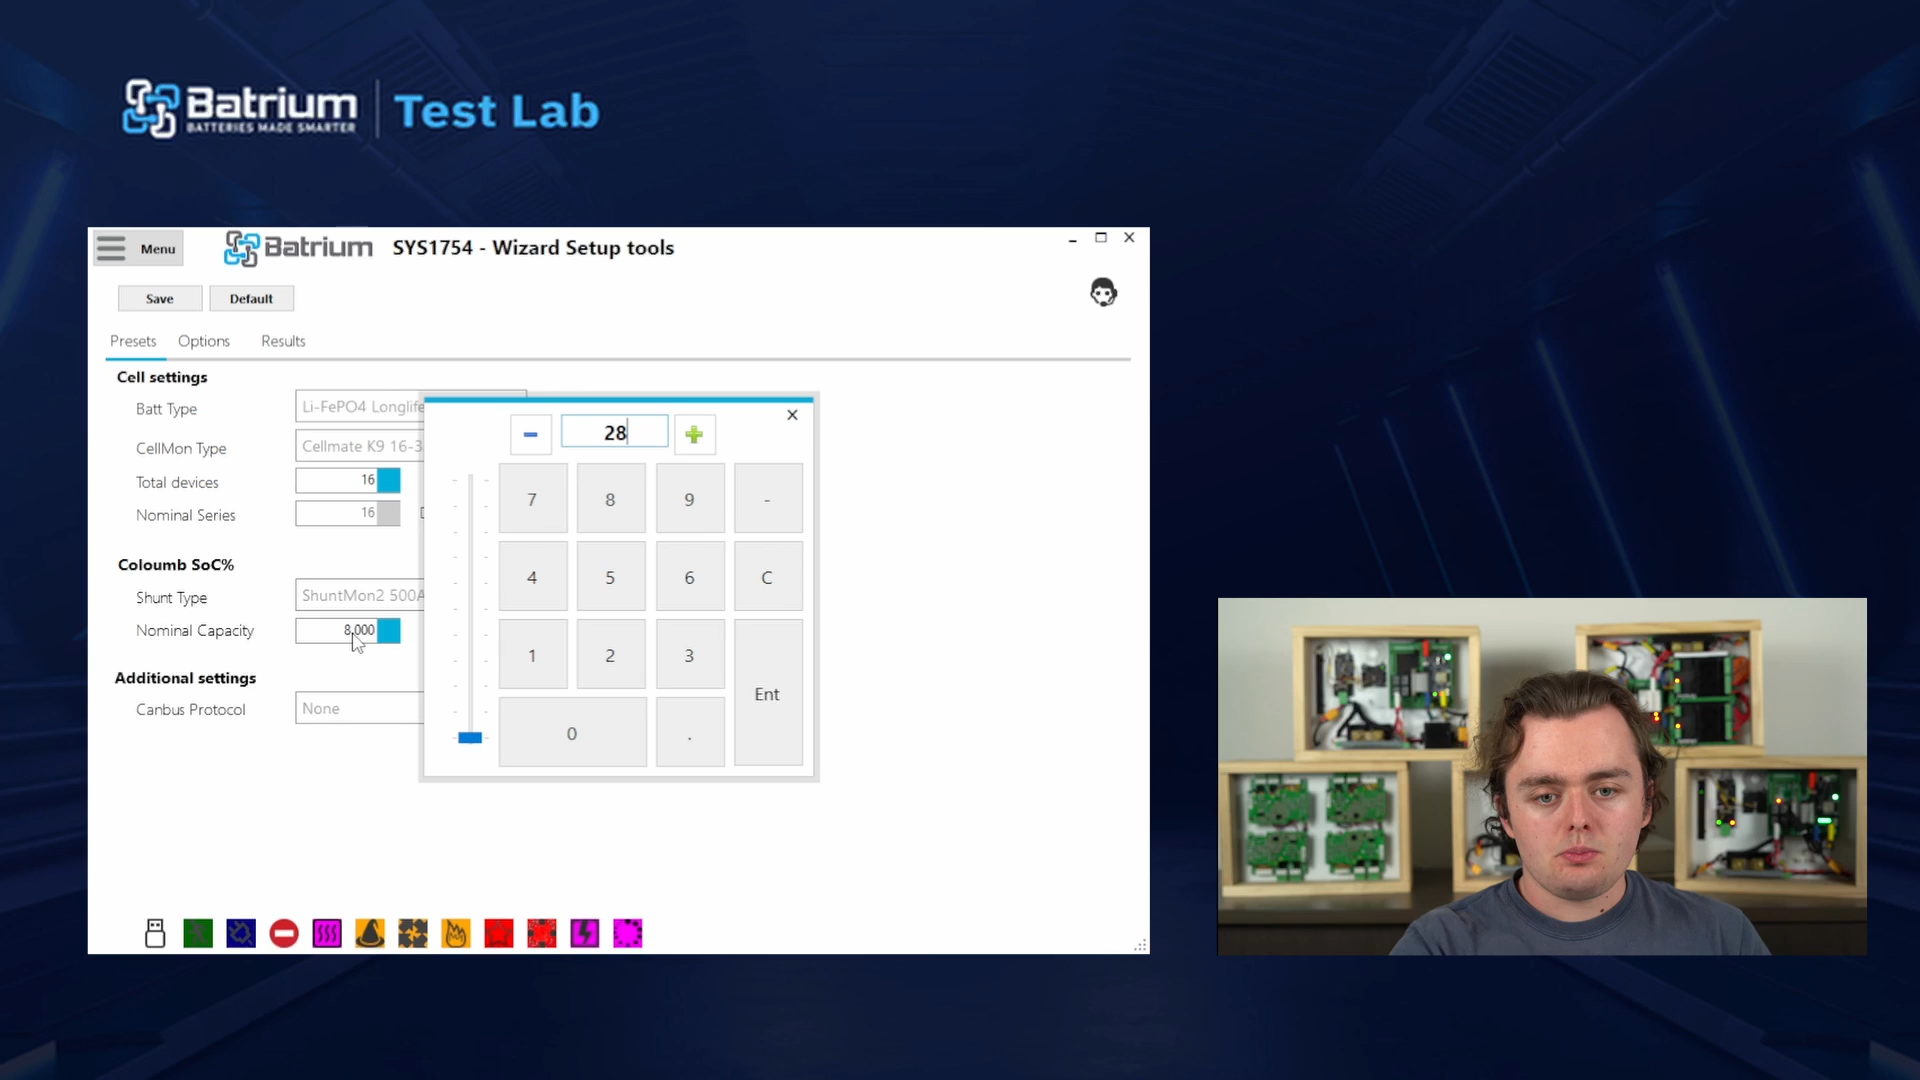 Batrium
BATTERIES MADE SMARTER
Test Lab
Menu
Batrium
SYS1754 - Wizard Setup tools
Save
Default
Presets
Options
Results
Cell settings
Batt Type
Li-FePO4 Longlife
CellMon Type
Cellmate K9 16-3
Total devices
16
Nominal Series
16
Coloumb SoC%
Shunt Type
ShuntMon2 500A
Nominal Capacity
8,000
Additional settings
Canbus Protocol
None
28
7
8
9
-
4
5
6
C
1
2
3
Ent
0
.